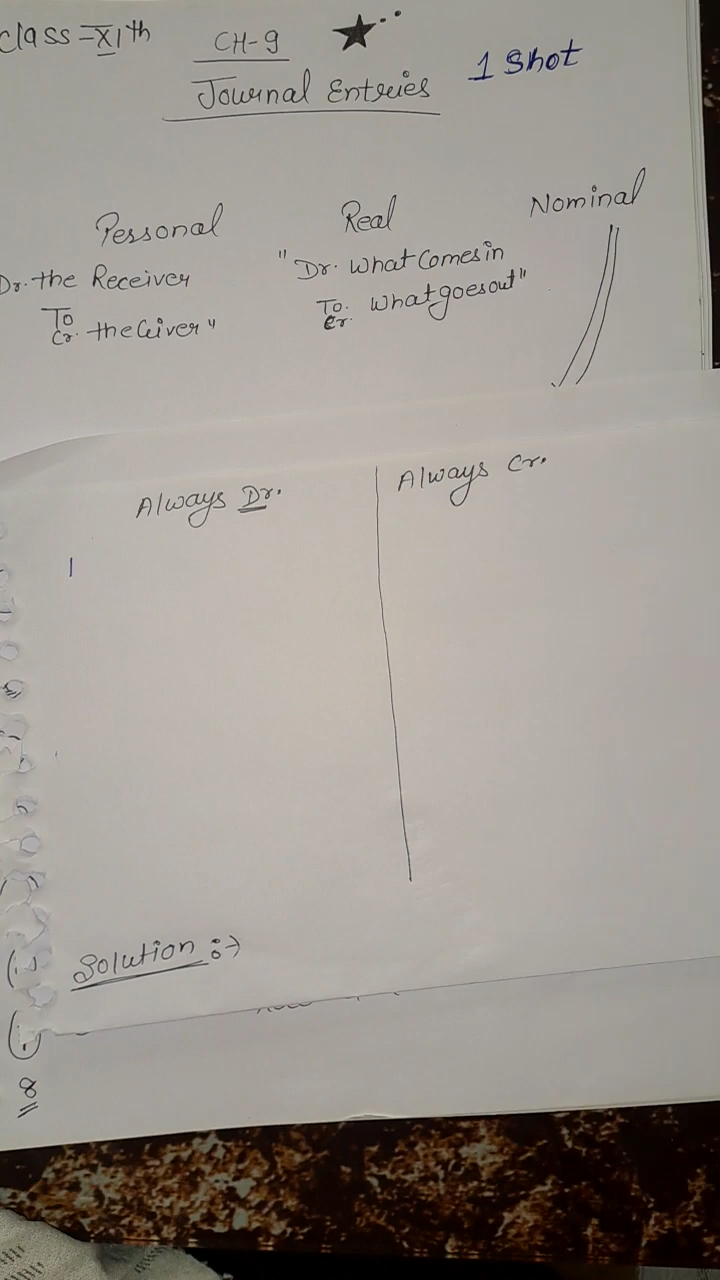 Class = XIth
CH-9
Journal Entries
1 Shot
Personal
Dr. the Receiver
To
Cr. the Giver"
Real
"Dr. What Comes in
To.
Cr. What goes out"
Nominal
Always Dr.
Always Cr.
1
Solution :→